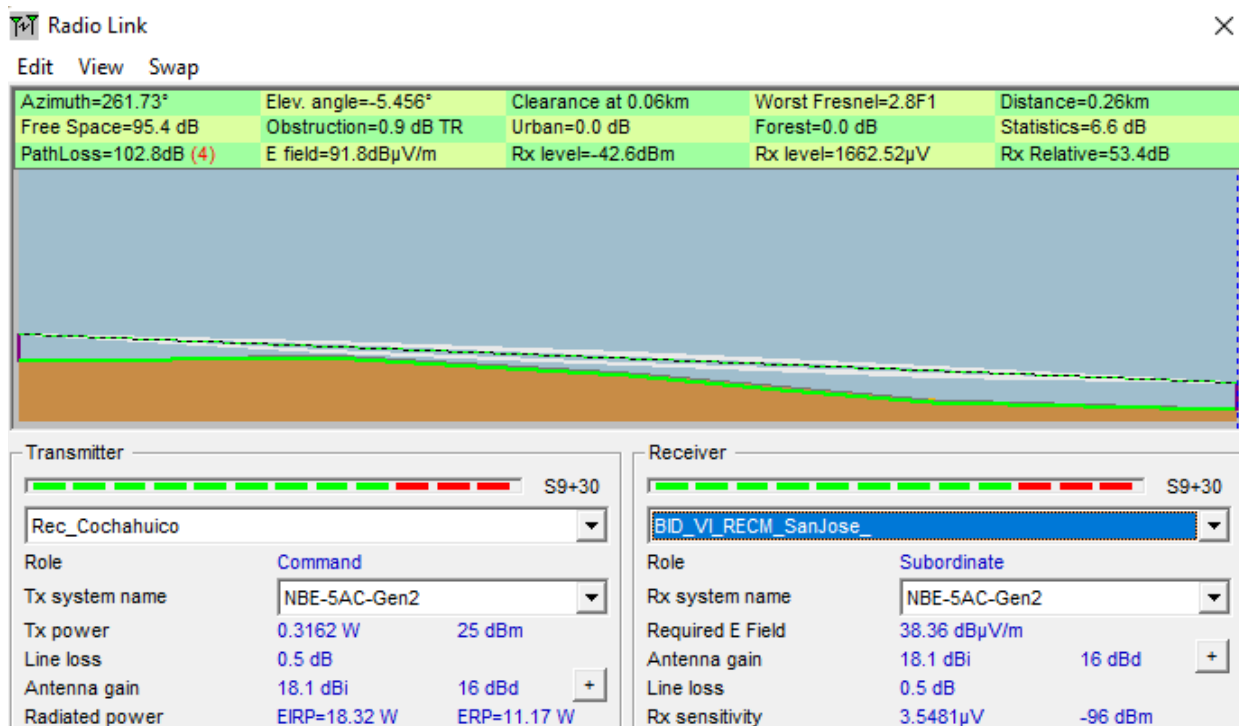 Radio Link
Edit View Swap
Azimuth=261.73° Elev. angle=-5.456° Clearance at 0.06km Worst Fresnel=2.8F1 Distance=0.26km
Free Space=95.4 dB Obstruction=0.9 dB TR Urban=0.0 dB Forest=0.0 dB Statistics=6.6 dB
PathLoss=102.8dB (4) E field=91.8dBµV/m Rx level=-42.6dBm Rx level=1662.52µV Rx Relative=53.4dB
Transmitter
S9+30
Rec_Cochahuico
Role Command
Tx system name NBE-5AC-Gen2
Tx power 0.3162 W 25 dBm
Line loss 0.5 dB
Antenna gain 18.1 dBi 16 dBd +
Radiated power EIRP=18.32 W ERP=11.17 W
Receiver
S9+30
BID_VI_RECM_SanJose_
Role Subordinate
Rx system name NBE-5AC-Gen2
Required E Field 38.36 dBµV/m
Antenna gain 18.1 dBi 16 dBd +
Line loss 0.5 dB
Rx sensitivity 3.5481µV -96 dBm